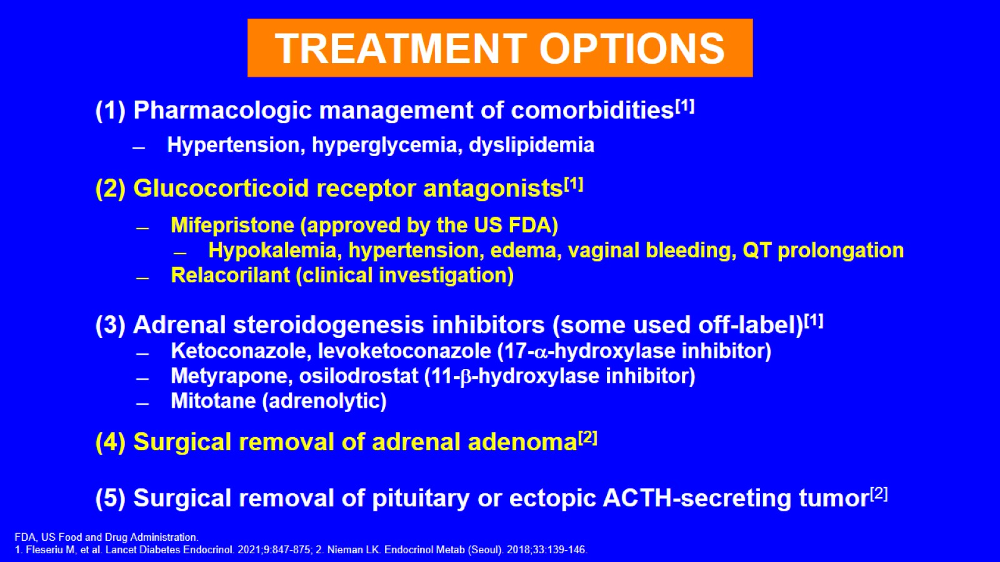 TREATMENT OPTIONS
(1) Pharmacologic management of comorbidities[1]
– Hypertension, hyperglycemia, dyslipidemia
(2) Glucocorticoid receptor antagonists[1]
– Mifepristone (approved by the US FDA)
– Hypokalemia, hypertension, edema, vaginal bleeding, QT prolongation
– Relacorilant (clinical investigation)
(3) Adrenal steroidogenesis inhibitors (some used off-label)[1]
– Ketoconazole, levoketoconazole (17-α-hydroxylase inhibitor)
– Metyrapone, osilodrostat (11-β-hydroxylase inhibitor)
– Mitotane (adrenolytic)
(4) Surgical removal of adrenal adenoma[2]
(5) Surgical removal of pituitary or ectopic ACTH-secreting tumor[2]
FDA, US Food and Drug Administration.
1. Fleseriu M, et al. Lancet Diabetes Endocrinol. 2021;9:847-875; 2. Nieman LK. Endocrinol Metab (Seoul). 2018;33:139-146.